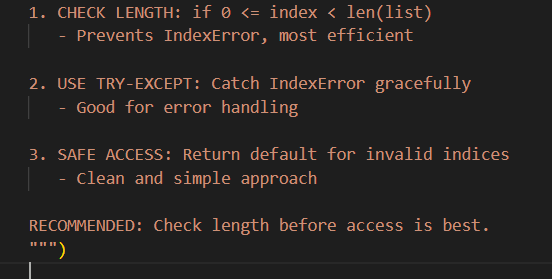 1. CHECK LENGTH: if 0 <= index < len(list)
   - Prevents IndexError, most efficient

2. USE TRY-EXCEPT: Catch IndexError gracefully
   - Good for error handling

3. SAFE ACCESS: Return default for invalid indices
   - Clean and simple approach

RECOMMENDED: Check length before access is best.
""")